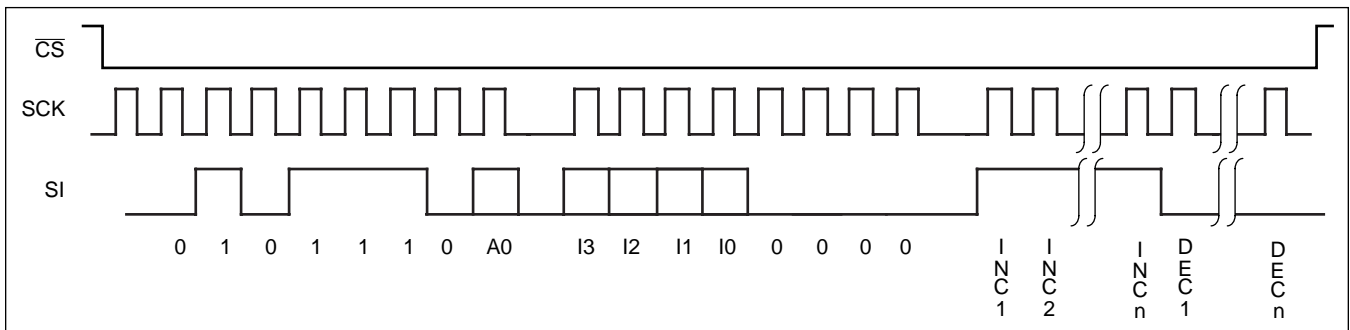 CS
SCK
SI
0 1 0 1 1 1 0 A0 I3 I2 I1 I0 0 0 0 0
INC1 INC2 INCn DEC1 DECn